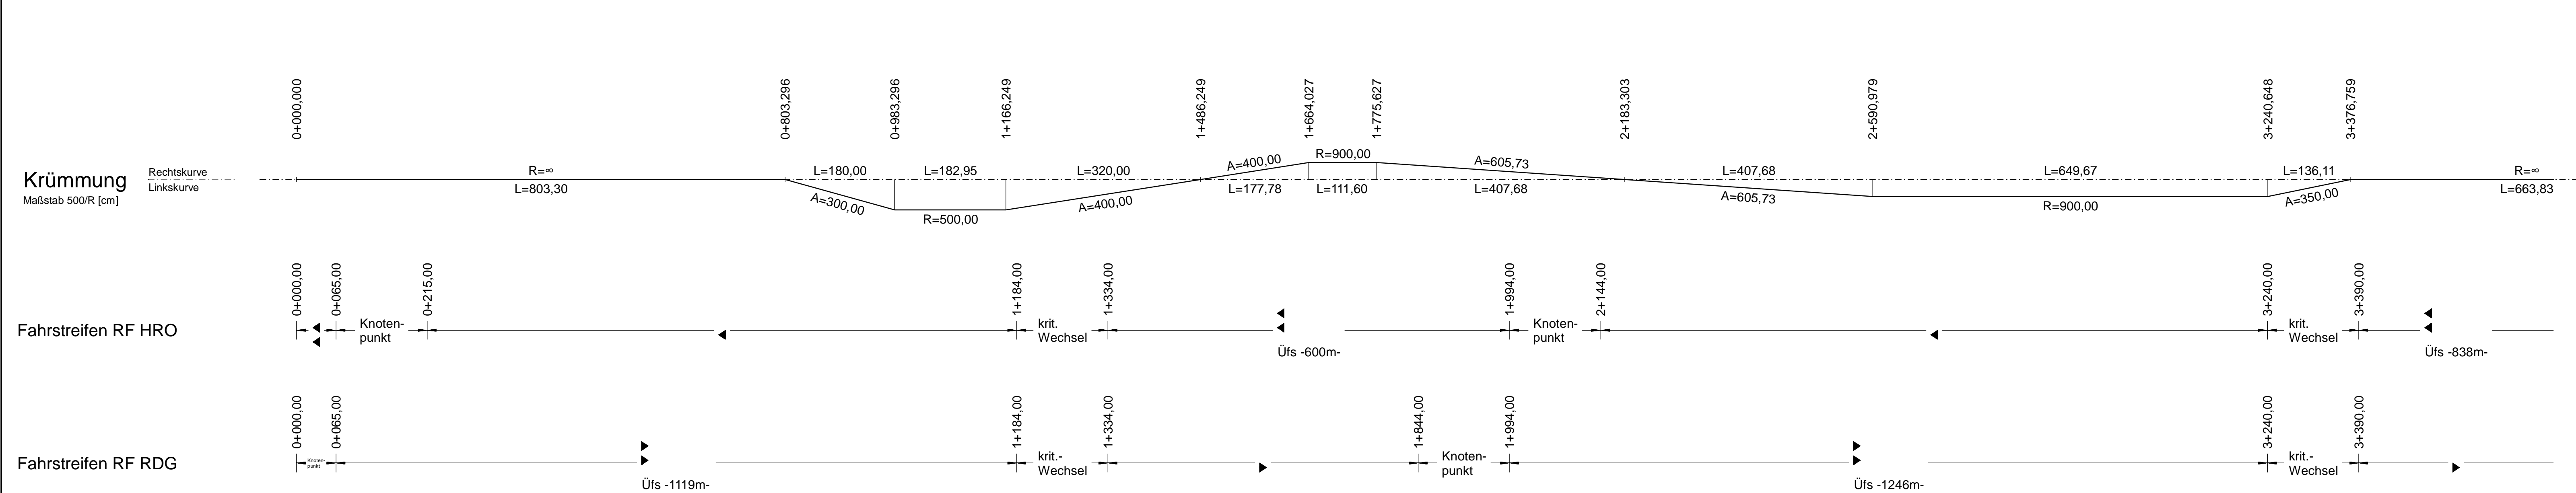 0+000,000
0+803,296
0+983,296
1+166,249
1+486,249
1+664,027
1+775,627
2+183,303
2+590,979
3+240,648
3+376,759
Krümmung
Maßstab 500/R [cm]
Rechtskurve
Linkskurve
R=∞
L=803,30
L=180,00
A=300,00
L=182,95
R=500,00
L=320,00
A=400,00
A=400,00
L=177,78
R=900,00
L=111,60
A=605,73
L=407,68
L=407,68
A=605,73
L=649,67
R=900,00
L=136,11
A=350,00
R=∞
L=663,83
Fahrstreifen RF HRO
0+000,00
0+065,00
Knoten-
punkt
0+215,00
1+184,00
krit.
Wechsel
1+334,00
Üfs -600m-
1+994,00
Knoten-
punkt
2+144,00
3+240,00
krit.
Wechsel
3+390,00
Üfs -838m-
Fahrstreifen RF RDG
0+000,00
Knoten-
punkt
0+065,00
Üfs -1119m-
1+184,00
krit.-
Wechsel
1+334,00
1+844,00
Knoten-
punkt
1+994,00
Üfs -1246m-
3+240,00
krit.-
Wechsel
3+390,00